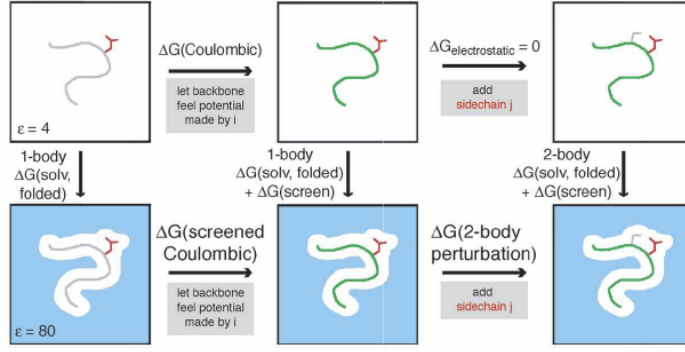 ΔG(Coulombic)
let backbone
feel potential
made by i
ΔGelectrostatic = 0
add
sidechain j
ε = 4
1-body
ΔG(solv,
folded)
1-body
ΔG(solv, folded)
+ ΔG(screen)
2-body
ΔG(solv, folded)
+ ΔG(screen)
ΔG(screened
Coulombic)
let backbone
feel potential
made by i
ΔG(2-body
perturbation)
add
sidechain j
ε = 80